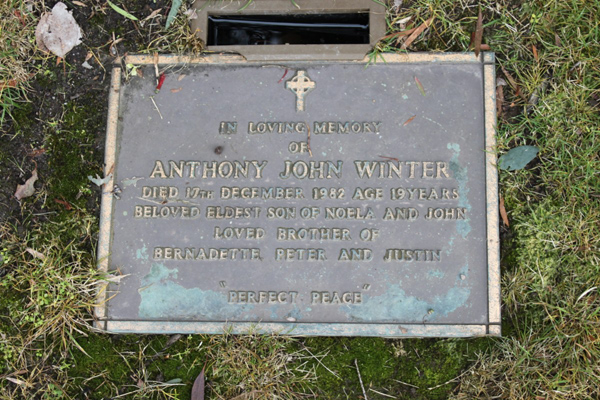 IN LOVING MEMORY
OF
ANTHONY JOHN WINTER
DIED 17TH DECEMBER 1982 AGE 19 YEARS
BELOVED ELDEST SON OF NOELA AND JOHN
LOVED BROTHER OF
BERNADETTE, PETER AND JUSTIN
"PERFECT PEACE"